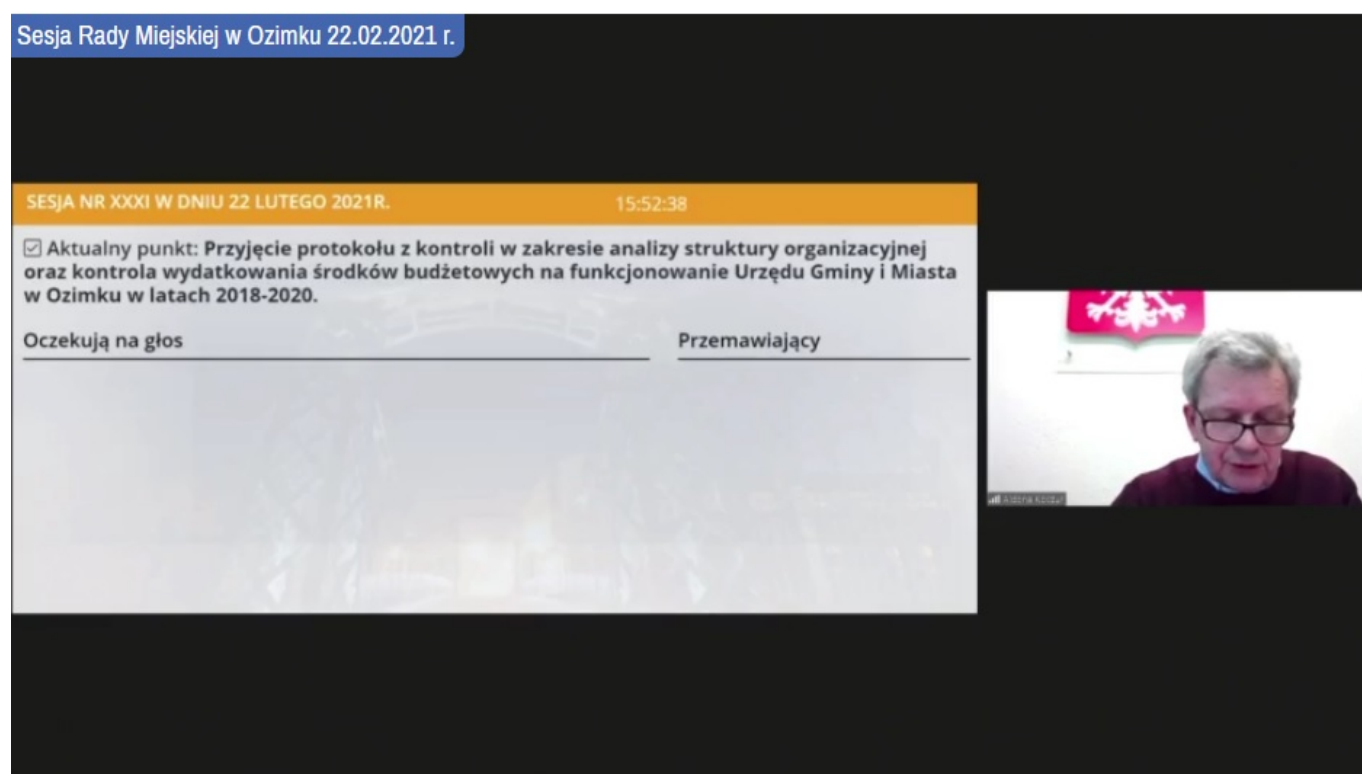 Sesja Rady Miejskiej w Ozimku 22.02.2021 r.
SESJA NR XXXI W DNIU 22 LUTEGO 2021R. 15:52:38
Aktualny punkt: Przyjęcie protokołu z kontroli w zakresie analizy struktury organizacyjnej
oraz kontrola wydatkowania środków budżetowych na funkcjonowanie Urzędu Gminy i Miasta
w Ozimku w latach 2018-2020.
Oczekują na głos Przemawiający